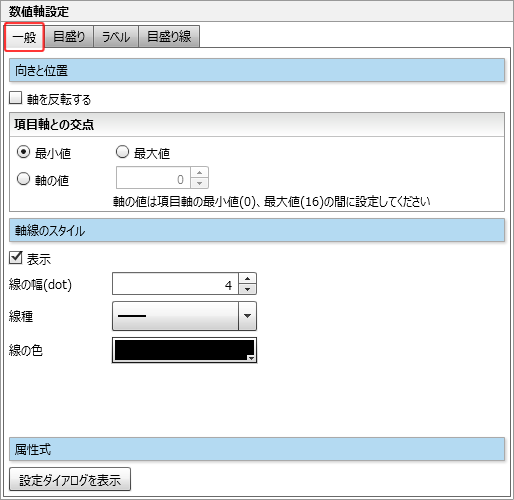 数値軸設定
一般 目盛り ラベル 目盛り線
向きと位置
軸を反転する
項目軸との交点
最小値 最大値
軸の値 0
軸の値は項目軸の最小値(0)、最大値(16)の間に設定してください
軸線のスタイル
表示
線の幅(dot) 4
線種
線の色
属性式
設定ダイアログを表示